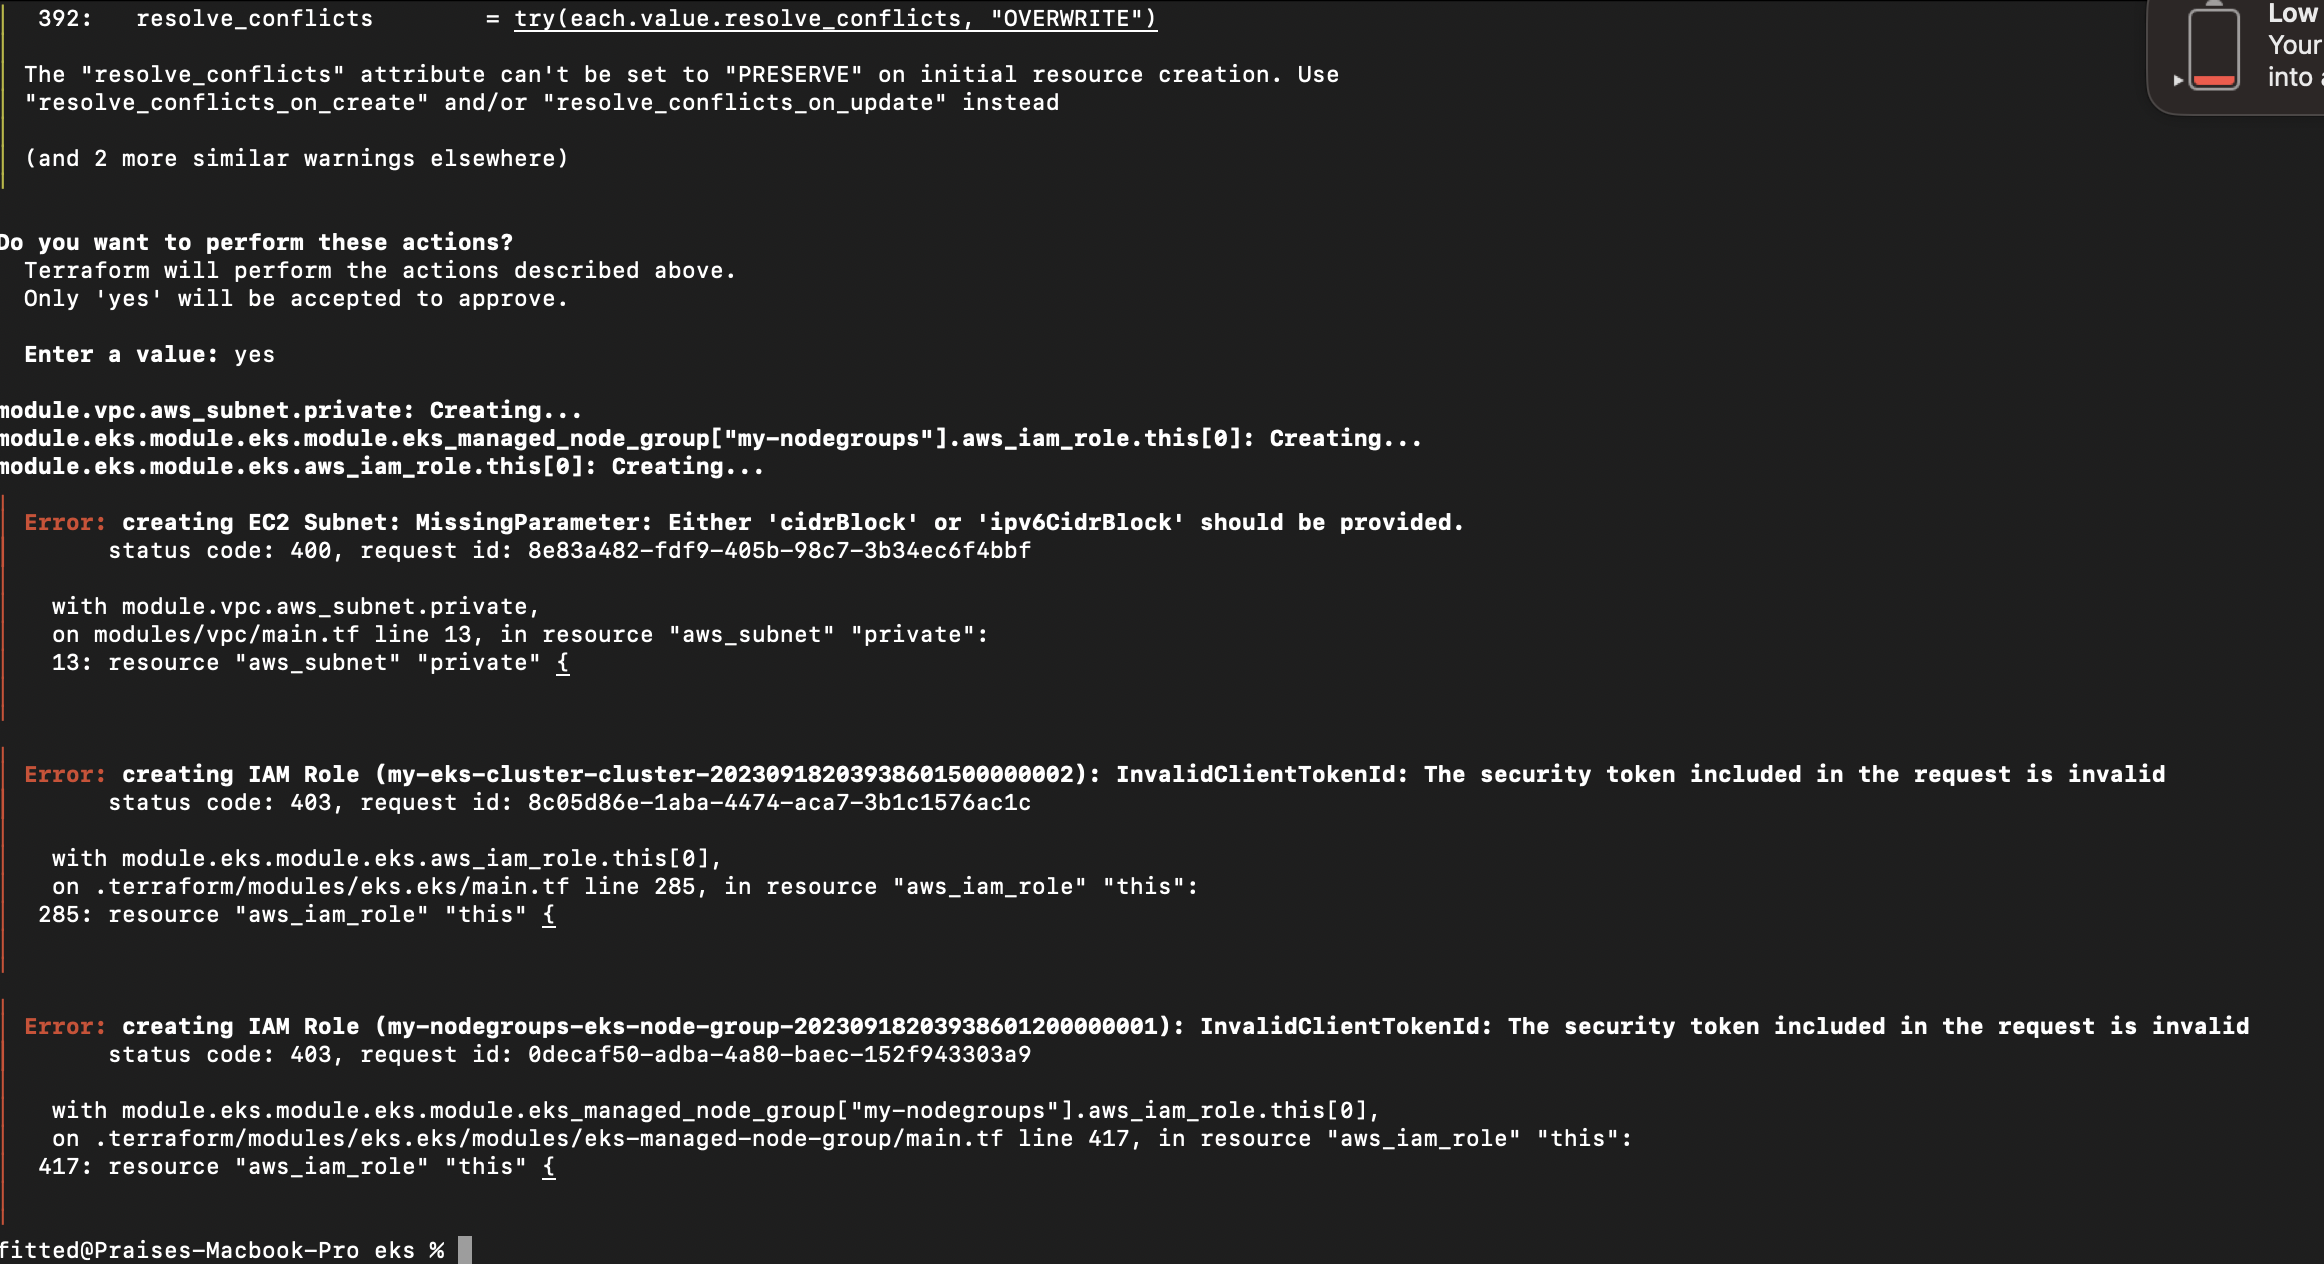 392:   resolve_conflicts        = try(each.value.resolve_conflicts, "OVERWRITE")
The "resolve_conflicts" attribute can't be set to "PRESERVE" on initial resource creation. Use
"resolve_conflicts_on_create" and/or "resolve_conflicts_on_update" instead
(and 2 more similar warnings elsewhere)
Low
Your
into
Do you want to perform these actions?
Terraform will perform the actions described above.
Only 'yes' will be accepted to approve.
Enter a value: yes
module.vpc.aws_subnet.private: Creating...
module.eks.module.eks.module.eks_managed_node_group["my-nodegroups"].aws_iam_role.this[0]: Creating...
module.eks.module.eks.aws_iam_role.this[0]: Creating...
Error: creating EC2 Subnet: MissingParameter: Either 'cidrBlock' or 'ipv6CidrBlock' should be provided.
status code: 400, request id: 8e83a482-fdf9-405b-98c7-3b34ec6f4bbf
with module.vpc.aws_subnet.private,
on modules/vpc/main.tf line 13, in resource "aws_subnet" "private":
13: resource "aws_subnet" "private" {
Error: creating IAM Role (my-eks-cluster-cluster-20230918203938601500000002): InvalidClientTokenId: The security token included in the request is invalid
status code: 403, request id: 8c05d86e-1aba-4474-aca7-3b1c1576ac1c
with module.eks.module.eks.aws_iam_role.this[0],
on .terraform/modules/eks.eks/main.tf line 285, in resource "aws_iam_role" "this":
285: resource "aws_iam_role" "this" {
Error: creating IAM Role (my-nodegroups-eks-node-group-20230918203938601200000001): InvalidClientTokenId: The security token included in the request is invalid
status code: 403, request id: 0decaf50-adba-4a80-baec-152f943303a9
with module.eks.module.eks.module.eks_managed_node_group["my-nodegroups"].aws_iam_role.this[0],
on .terraform/modules/eks.eks/modules/eks-managed-node-group/main.tf line 417, in resource "aws_iam_role" "this":
417: resource "aws_iam_role" "this" {
fitted@Praises-Macbook-Pro eks %